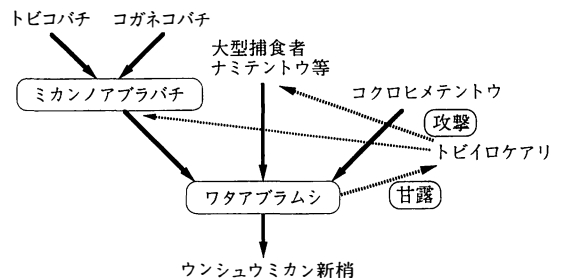 トビコバチ コガネコバチ
大型捕食者
ナミテントウ等
ミカンノアブラバチ
コクロヒメテントウ
攻撃
トビイロケアリ
ワタアブラムシ
甘露
ウンシュウミカン新梢